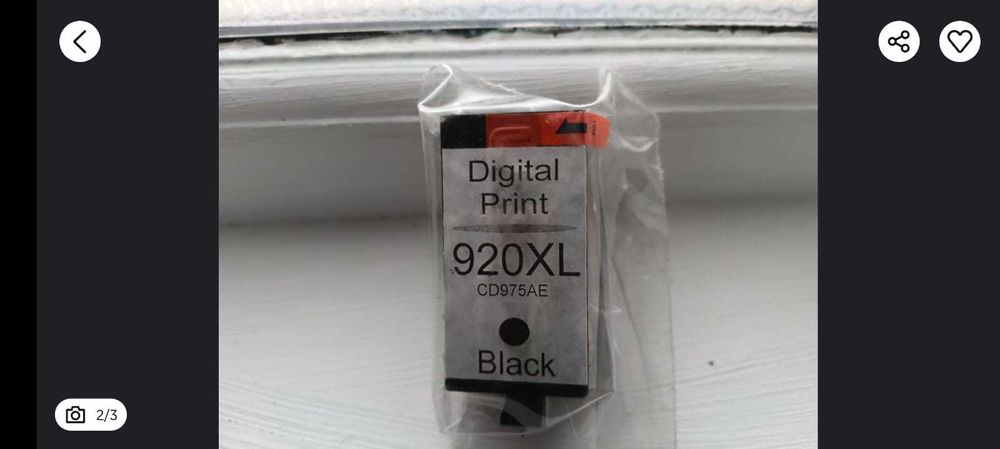 Digital
Print
920XL
CD975AE
Black
2/3